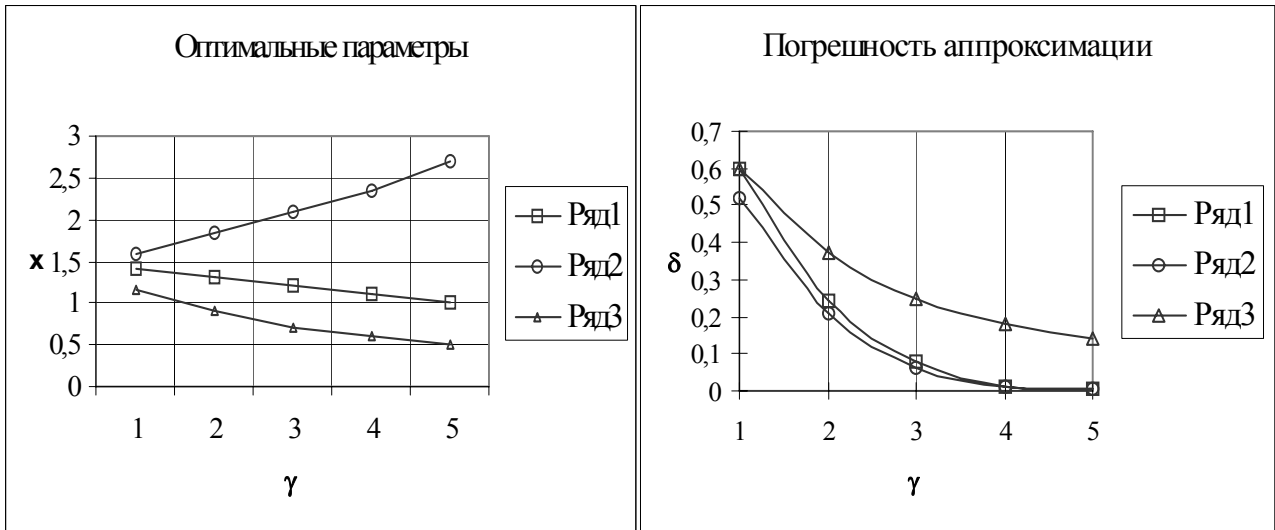 Оптимальные параметры
3
2,5
2
x 1,5
1
0,5
0
1 2 3 4 5
γ
Ряд1
Ряд2
Ряд3
Погрешность аппроксимации
0,7
0,6
0,5
0,4
δ 0,3
0,2
0,1
0
1 2 3 4 5
γ
Ряд1
Ряд2
Ряд3